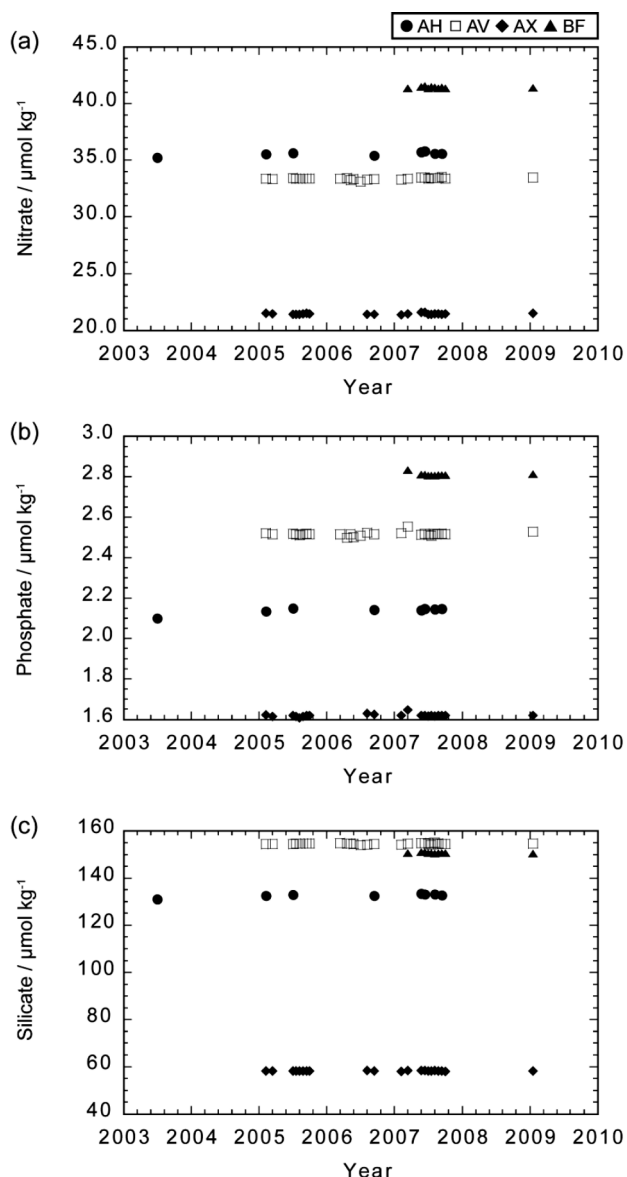 ● AH □ AV ◆ AX ▲ BF
(a)
Nitrate / µmol kg⁻¹
45.0
40.0
35.0
30.0
25.0
20.0
2003 2004 2005 2006 2007 2008 2009 2010
Year
(b)
Phosphate / µmol kg⁻¹
3.0
2.8
2.6
2.4
2.2
2.0
1.8
1.6
2003 2004 2005 2006 2007 2008 2009 2010
Year
(c)
Silicate / µmol kg⁻¹
160
140
120
100
80
60
40
2003 2004 2005 2006 2007 2008 2009 2010
Year